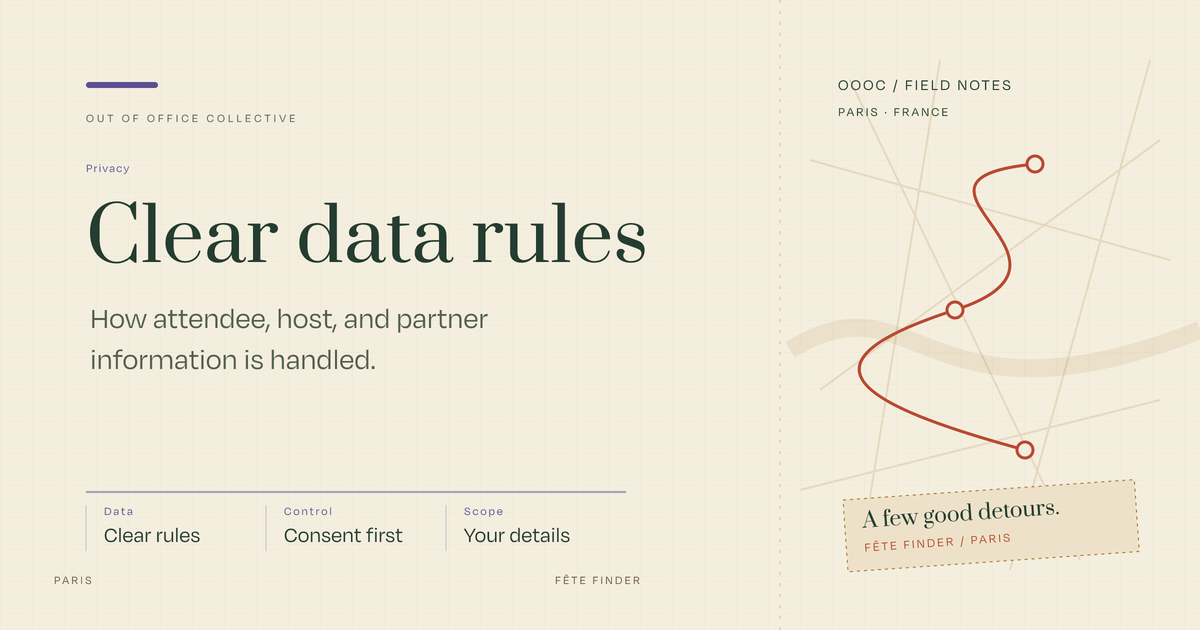 OUT OF OFFICE COLLECTIVE
Privacy
Clear data rules
How attendee, host, and partner
information is handled.
Data
Clear rules
Control
Consent first
Scope
Your details
PARIS
FÊTE FINDER
OOOC / FIELD NOTES
PARIS · FRANCE
A few good detours.
FÊTE FINDER / PARIS